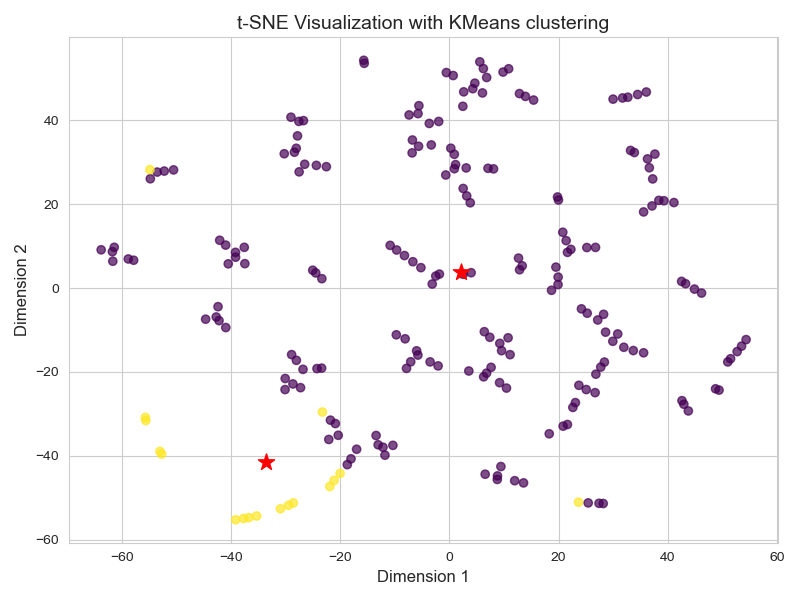 t-SNE Visualization with KMeans clustering
Dimension 2
40
20
0
−20
−40
−60
−60 −40 −20 0 20 40 60
Dimension 1